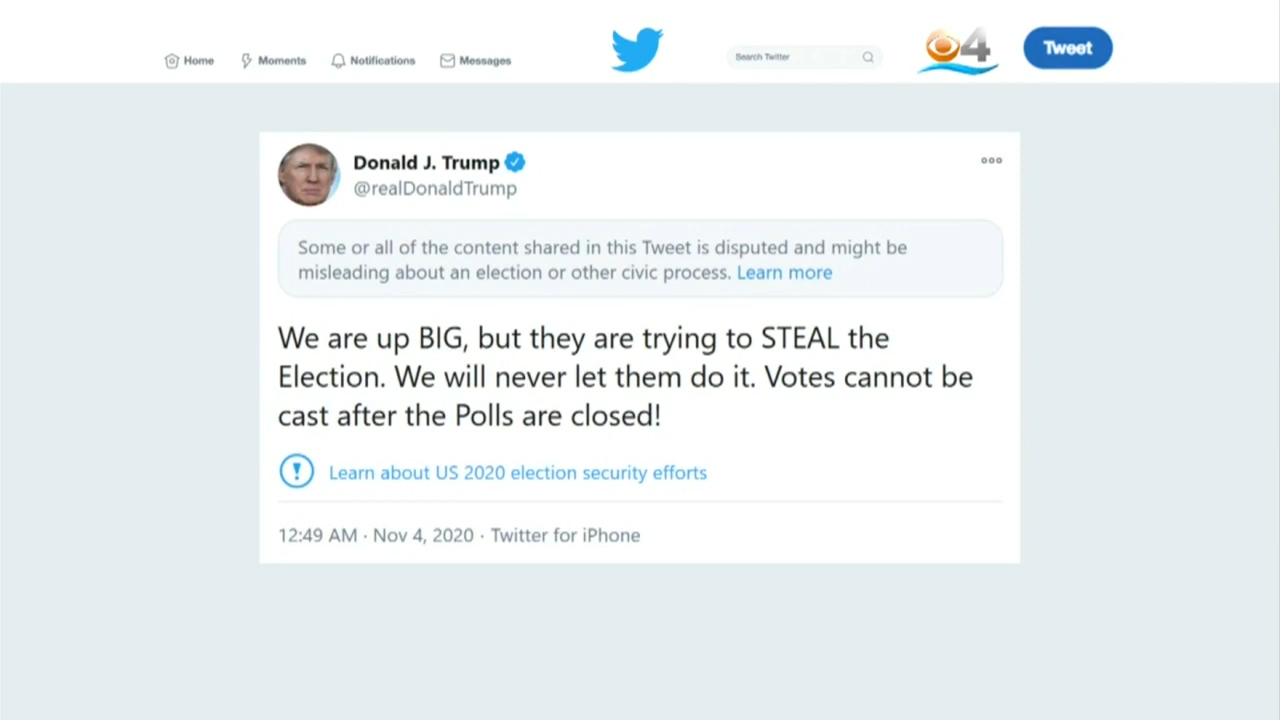 Home Moments Notifications Messages Search Twitter 4 Tweet
Donald J. Trump
@realDonaldTrump
Some or all of the content shared in this Tweet is disputed and might be
misleading about an election or other civic process. Learn more
We are up BIG, but they are trying to STEAL the
Election. We will never let them do it. Votes cannot be
cast after the Polls are closed!
Learn about US 2020 election security efforts
12:49 AM · Nov 4, 2020 · Twitter for iPhone